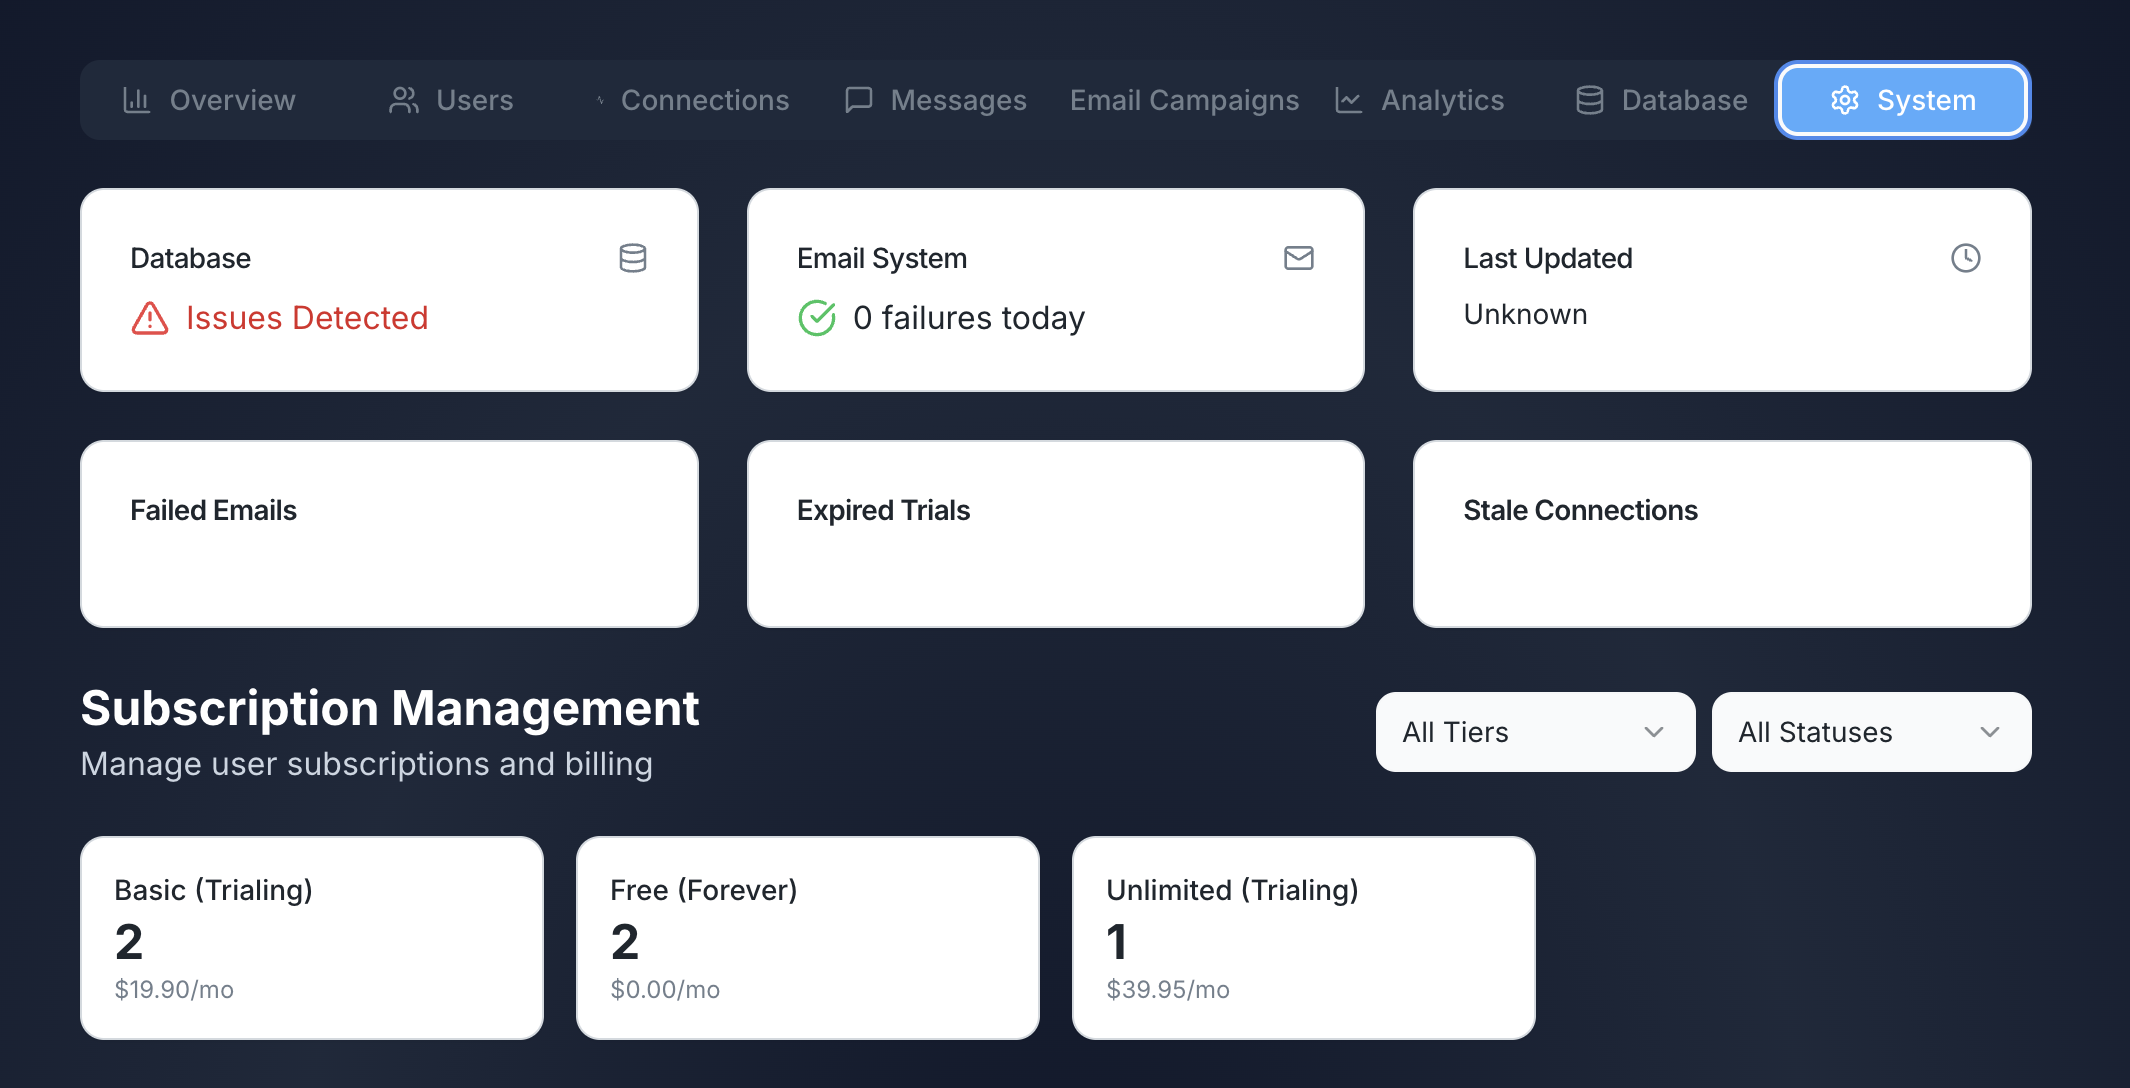 Overview Users Connections Messages Email Campaigns Analytics Database System
Database
Issues Detected
Email System
0 failures today
Last Updated
Unknown
Failed Emails
Expired Trials
Stale Connections
Subscription Management
Manage user subscriptions and billing
All Tiers
All Statuses
Basic (Trialing)
2
$19.90/mo
Free (Forever)
2
$0.00/mo
Unlimited (Trialing)
1
$39.95/mo